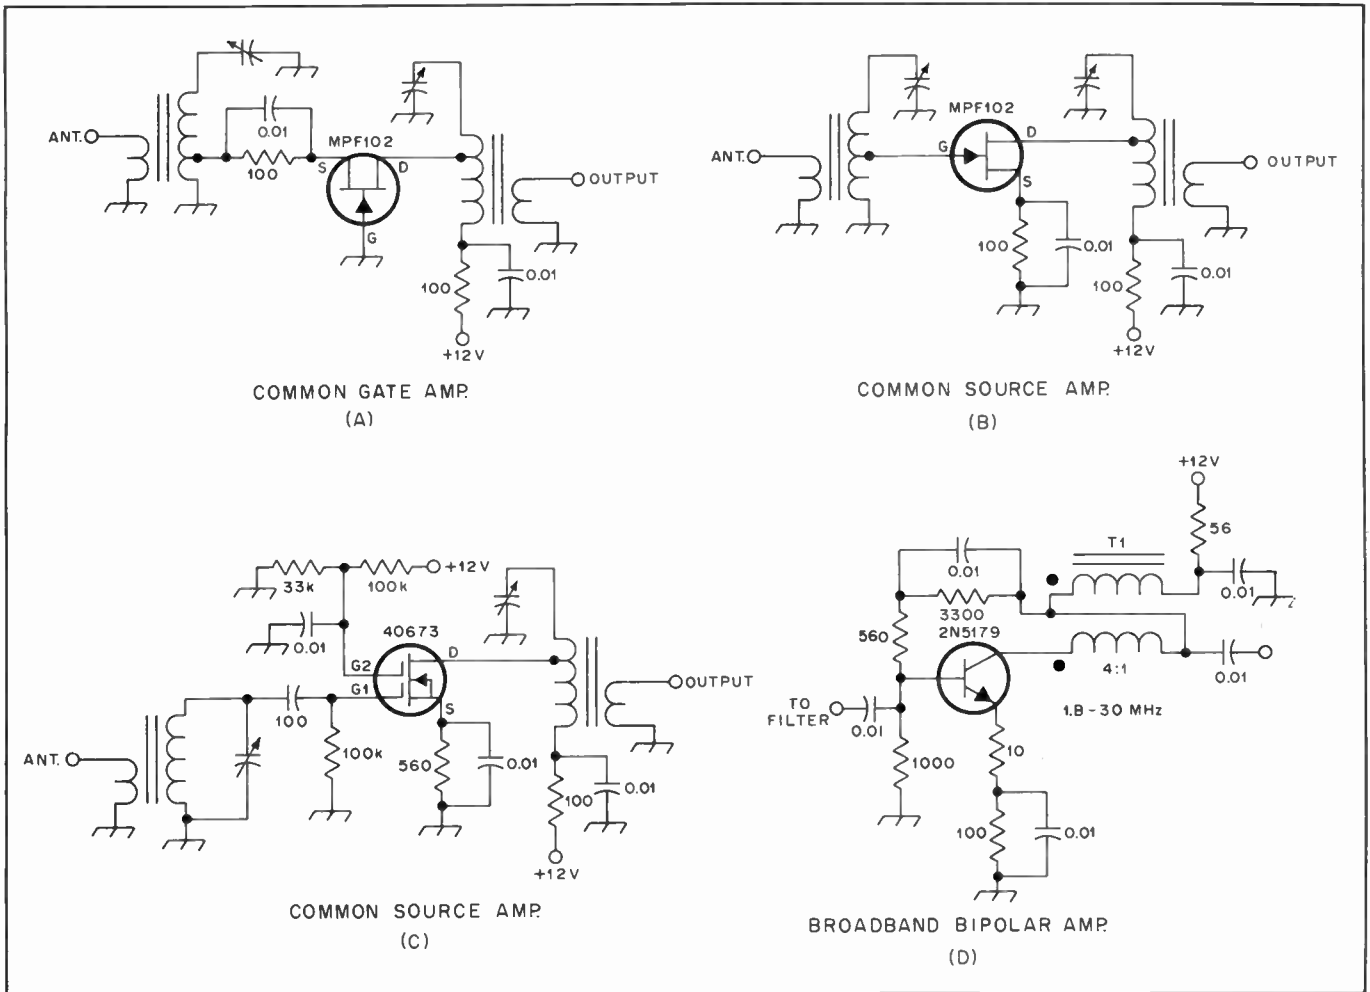 ANT.
0.01
100
MPF102
S
D
G
OUTPUT
100
0.01
+12V
COMMON GATE AMP.
(A)
ANT.
MPF102
G
D
S
100
0.01
OUTPUT
100
0.01
+12V
COMMON SOURCE AMP.
(B)
33k
100k
+12V
0.01
40673
G2
G1
D
S
100
ANT.
100k
560
0.01
OUTPUT
100
0.01
+12V
COMMON SOURCE AMP.
(C)
+12V
56
T1
0.01
0.01
3300
560
2N5179
4:1
0.01
TO
FILTER
0.01
1.8-30 MHz
1000
10
100
0.01
BROADBAND BIPOLAR AMP.
(D)